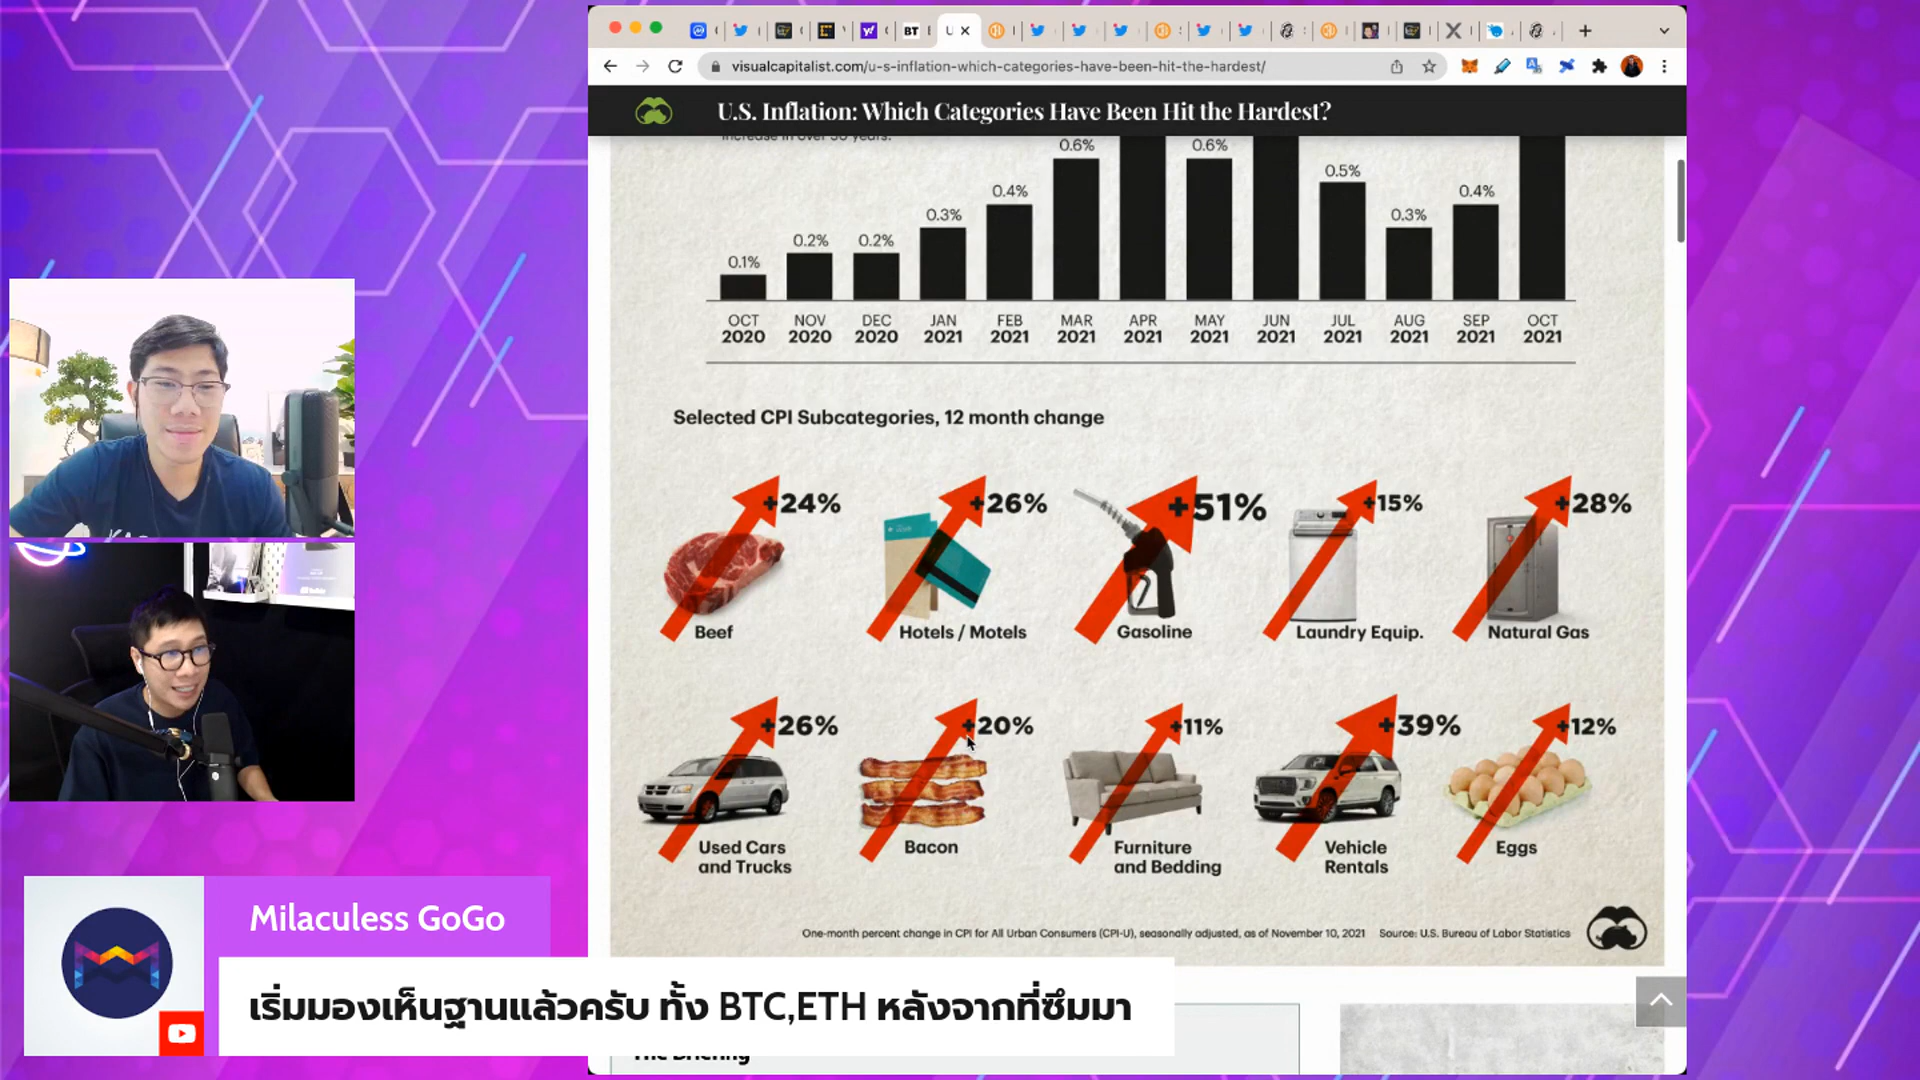 BT
U
visualcapitalist.com/u-s-inflation-which-categories-have-been-hit-the-hardest/
U.S. Inflation: Which Categories Have Been Hit the Hardest?
increase in over 30 years.
0.1% 0.2% 0.2% 0.3% 0.4% 0.6% 0.6% 0.5% 0.3% 0.4%
OCT NOV DEC JAN FEB MAR APR MAY JUN JUL AUG SEP OCT
2020 2020 2020 2021 2021 2021 2021 2021 2021 2021 2021 2021 2021
Selected CPI Subcategories, 12 month change
+24% +26% +51% +15% +28%
Beef Hotels / Motels Gasoline Laundry Equip. Natural Gas
+26% +20% +11% +39% +12%
Used Cars Bacon Furniture Vehicle Eggs
and Trucks and Bedding Rentals
One-month percent change in CPI for All Urban Consumers (CPI-U), seasonally adjusted, as of November 10, 2021 Source: U.S. Bureau of Labor Statistics
Milaculess GoGo
เริ่มมองเห็นฐานแล้วครับ ทั้ง BTC,ETH หลังจากที่ซึมมา
The Briefing